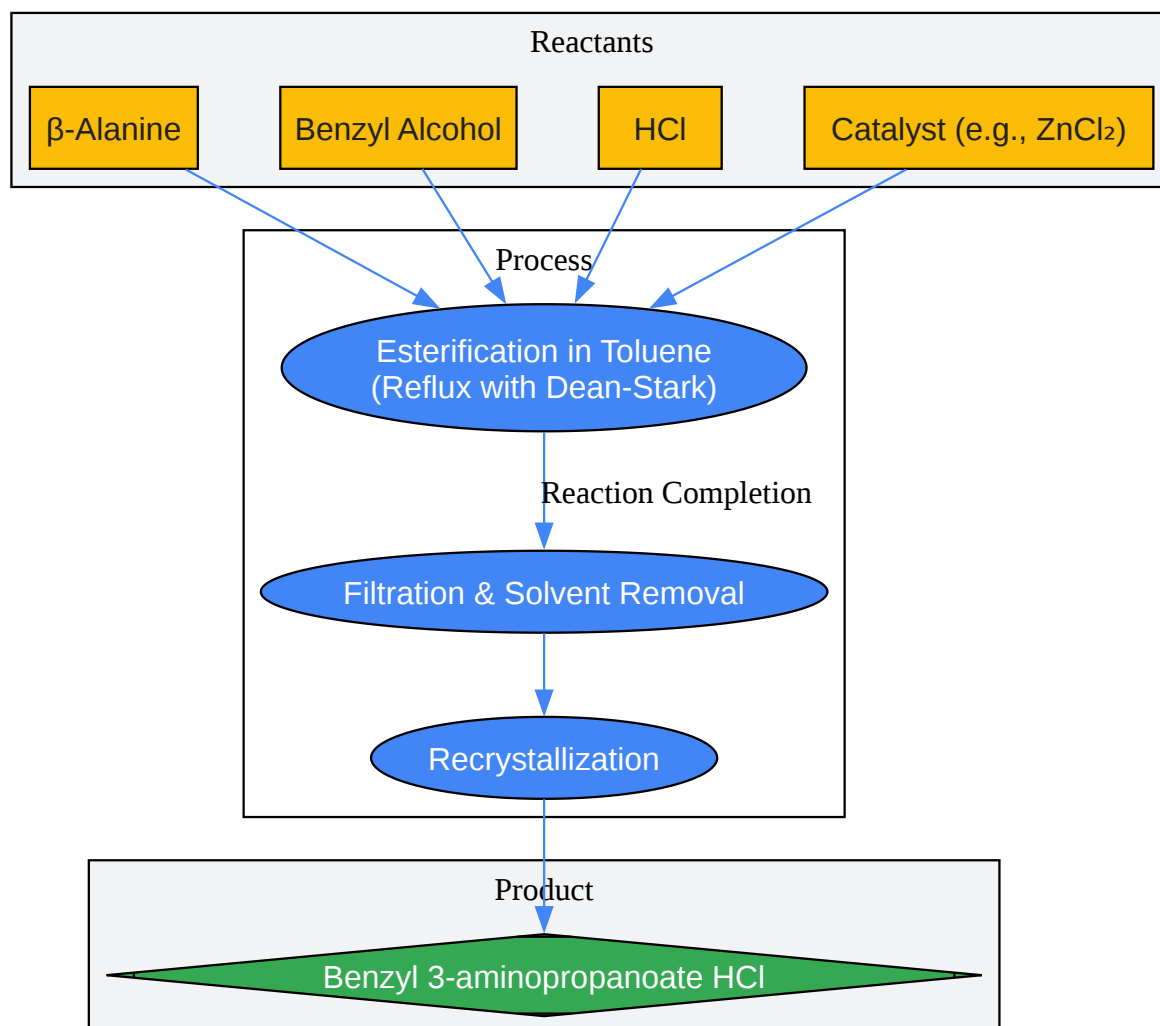 Reactants
β-Alanine
Benzyl Alcohol
HCl
Catalyst (e.g., ZnCl₂)
Process
Esterification in Toluene
(Reflux with Dean-Stark)
Reaction Completion
Filtration & Solvent Removal
Recrystallization
Product
Benzyl 3-aminopropanoate HCl